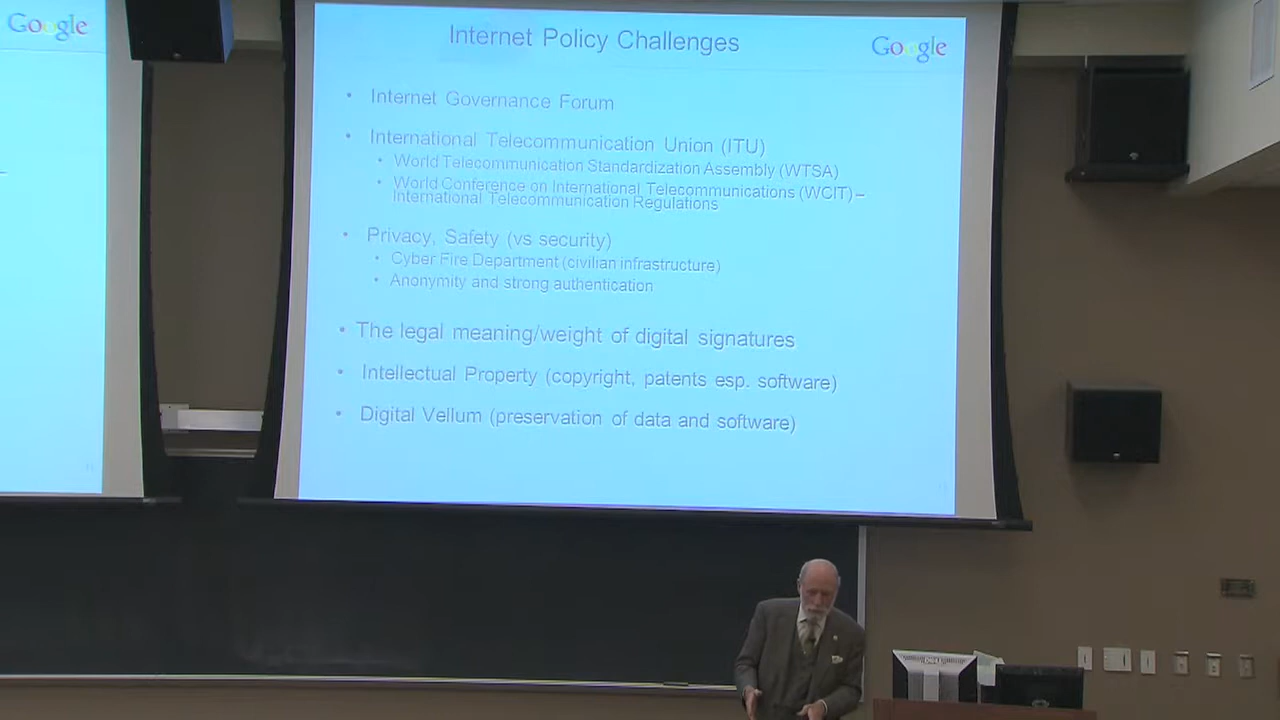 Google
Internet Policy Challenges
Google
• Internet Governance Forum
• International Telecommunication Union (ITU)
• World Telecommunication Standardization Assembly (WTSA)
• World Conference on International Telecommunications (WCIT) –
International Telecommunication Regulations
• Privacy, Safety (vs security)
• Cyber Fire Department (civilian infrastructure)
• Anonymity and strong authentication
• The legal meaning/weight of digital signatures
• Intellectual Property (copyright, patents esp. software)
• Digital Vellum (preservation of data and software)
DELL